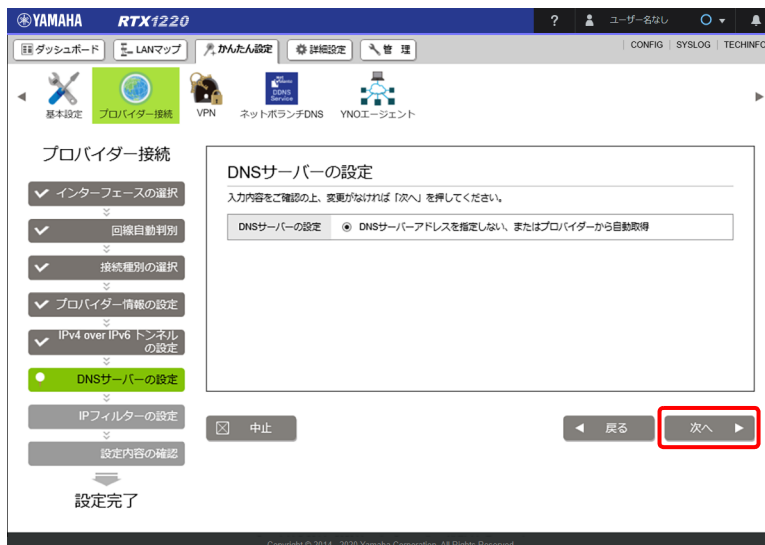 YAMAHA RTX1220 ? ユーザー名なし
ダッシュボード LANマップ かんたん設定 詳細設定 管 理 CONFIG SYSLOG TECHINFO
基本設定 プロバイダー接続 VPN Netvolante DDNS Service ネットボランチDNS YNOエージェント
プロバイダー接続
インターフェースの選択
回線自動判別
接続種別の選択
プロバイダー情報の設定
IPv4 over IPv6 トンネル
の設定
DNSサーバーの設定
IPフィルターの設定
設定内容の確認
設定完了
DNSサーバーの設定
入力内容をご確認の上、変更がなければ「次へ」を押してください。
DNSサーバーの設定 DNSサーバーアドレスを指定しない、またはプロバイダーから自動取得
中止 戻る 次へ
Copyright © 2014 - 2020 Yamaha Corporation. All Rights Reserved.